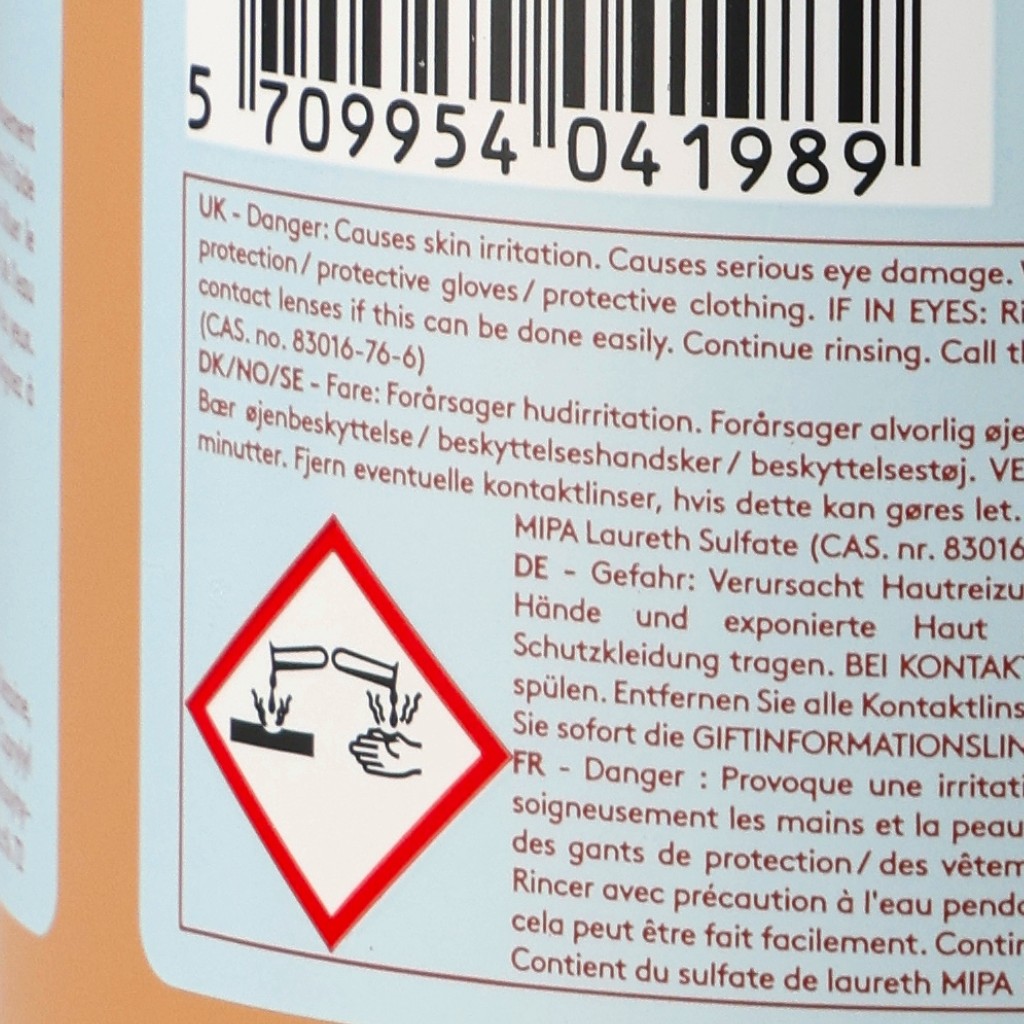 5 709954 041989
UK - Danger: Causes skin irritation. Causes serious eye damage.
protection/ protective gloves/ protective clothing. IF IN EYES:
contact lenses if this can be done easily. Continue rinsing. Call
(CAS. no. 83016-76-6)
DK/NO/SE - Fare: Forårsager hudirritation. Forårsager alvorlig øje
Bær øjenbeskyttelse/ beskyttelseshandsker/ beskyttelsestøj. VE
minutter. Fjern eventuelle kontaktlinser, hvis dette kan gøres let.
MIPA Laureth Sulfate (CAS. nr. 83016
DE - Gefahr: Verursacht Hautreizu
Hände und exponierte Haut
Schutzkleidung tragen. BEI KONTAKT
spülen. Entfernen Sie alle Kontaktlins
Sie sofort die GIFTINFORMATIONSLIN
FR - Danger : Provoque une irritati
soigneusement les mains et la peau
des gants de protection/ des vêtem
Rincer avec précaution à l'eau penda
cela peut être fait facilement. Contin
Contient du sulfate de laureth MIPA